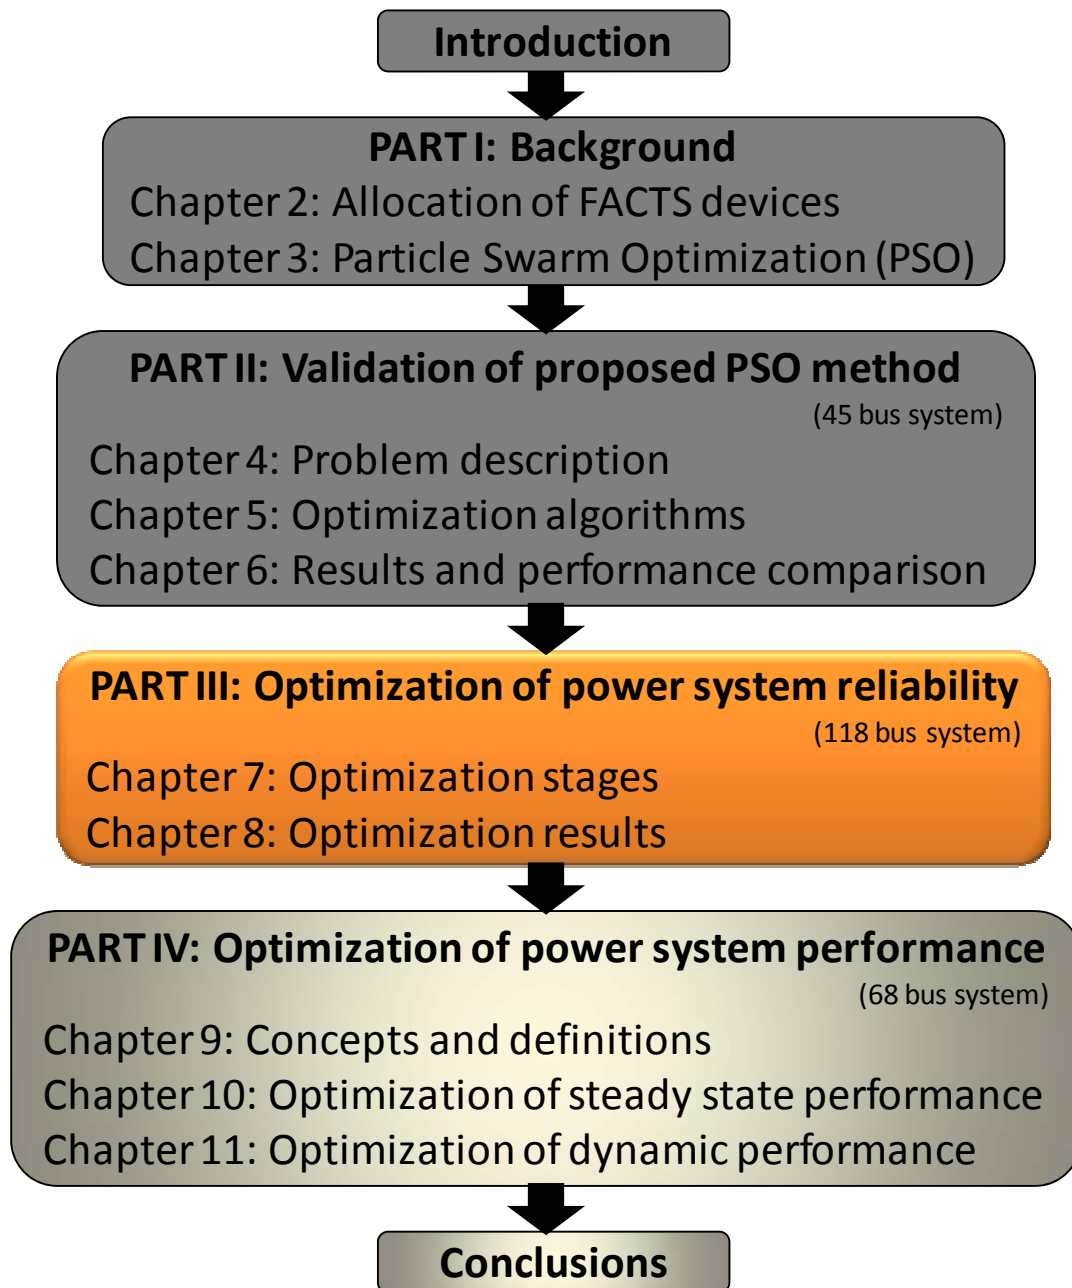 Introduction
PART I: Background
Chapter 2: Allocation of FACTS devices
Chapter 3: Particle Swarm Optimization (PSO)
PART II: Validation of proposed PSO method
(45 bus system)
Chapter 4: Problem description
Chapter 5: Optimization algorithms
Chapter 6: Results and performance comparison
PART III: Optimization of power system reliability
(118 bus system)
Chapter 7: Optimization stages
Chapter 8: Optimization results
PART IV: Optimization of power system performance
(68 bus system)
Chapter 9: Concepts and definitions
Chapter 10: Optimization of steady state performance
Chapter 11: Optimization of dynamic performance
Conclusions